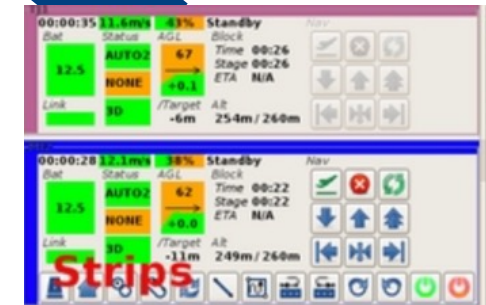 00:00:35 11.6m/s 43% Standby Nav
Bat Status AGL Block
12.5 AUTO2 67 Time 00:26
Stage 00:26
NONE +0.1 ETA N/A
Link 3D /Target Alt
-6m 254m/260m
00:00:28 12.1m/s 38% Standby Nav
Bat Status AGL Block
12.5 AUTO2 62 Time 00:22
Stage 00:22
NONE +0.0 ETA N/A
Link 3D /Target Alt
-11m 249m/260m
Strips